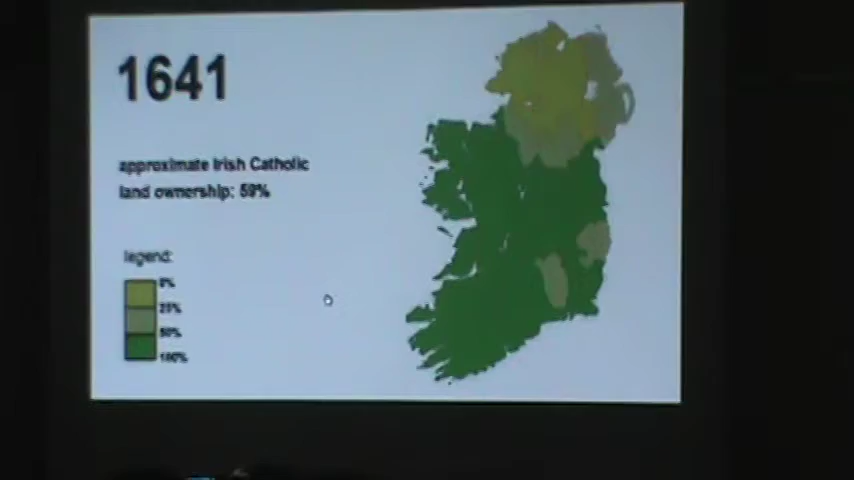 1641
approximate Irish Catholic
land ownership: 59%
legend:
0%
25%
50%
100%